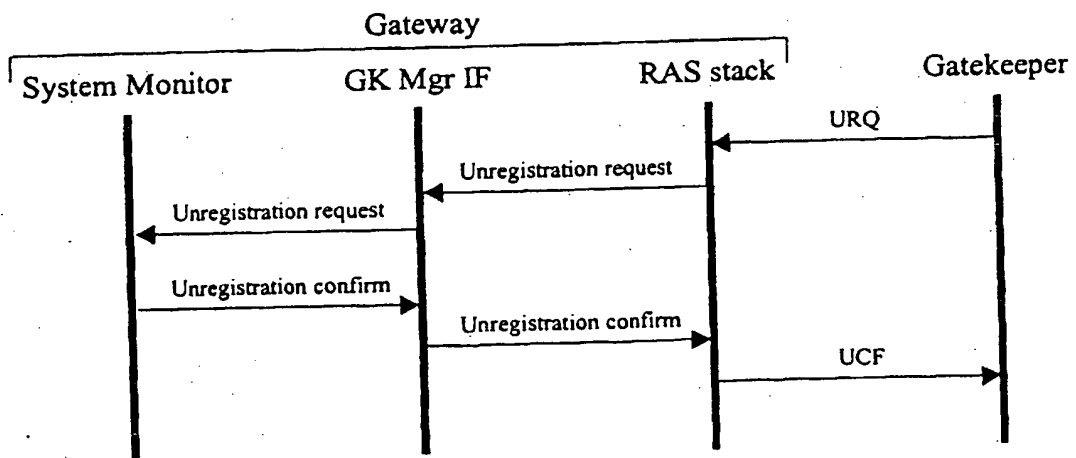 Gateway
System Monitor
GK Mgr IF
RAS stack
Gatekeeper
URQ
Unregistration request
Unregistration request
Unregistration confirm
Unregistration confirm
UCF